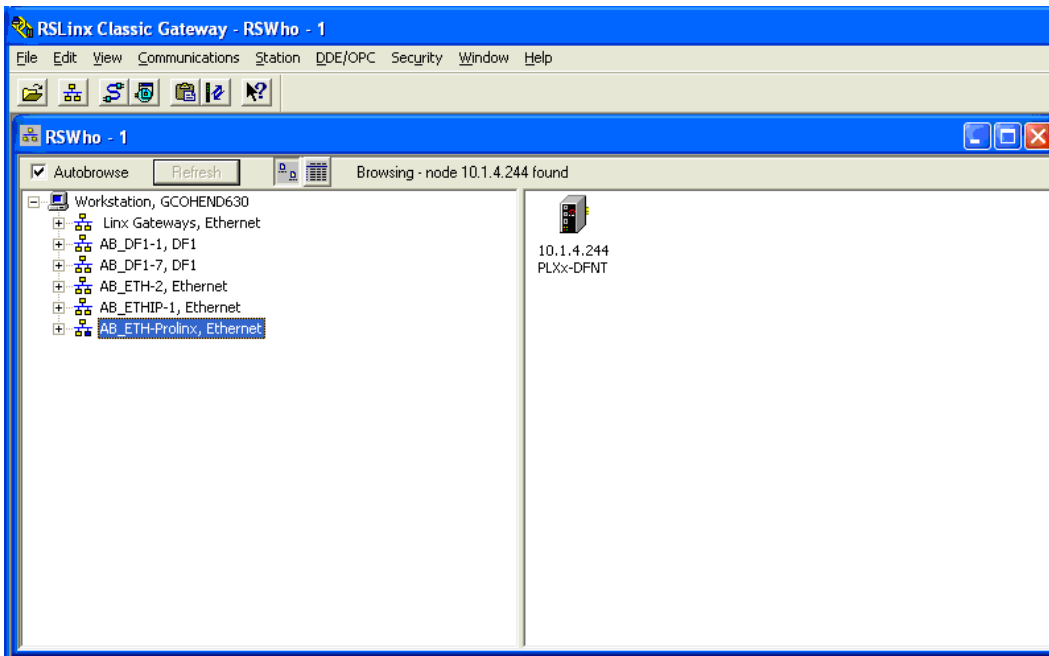 RSLinx Classic Gateway - RSWho - 1
File Edit View Communications Station DDE/OPC Security Window Help
RSWho - 1
Autobrowse Refresh Browsing - node 10.1.4.244 found
Workstation, GCOHEND630
Linx Gateways, Ethernet
AB_DF1-1, DF1
AB_DF1-7, DF1
AB_ETH-2, Ethernet
AB_ETHIP-1, Ethernet
AB_ETH-Prolinx, Ethernet
10.1.4.244
PLXx-DFNT